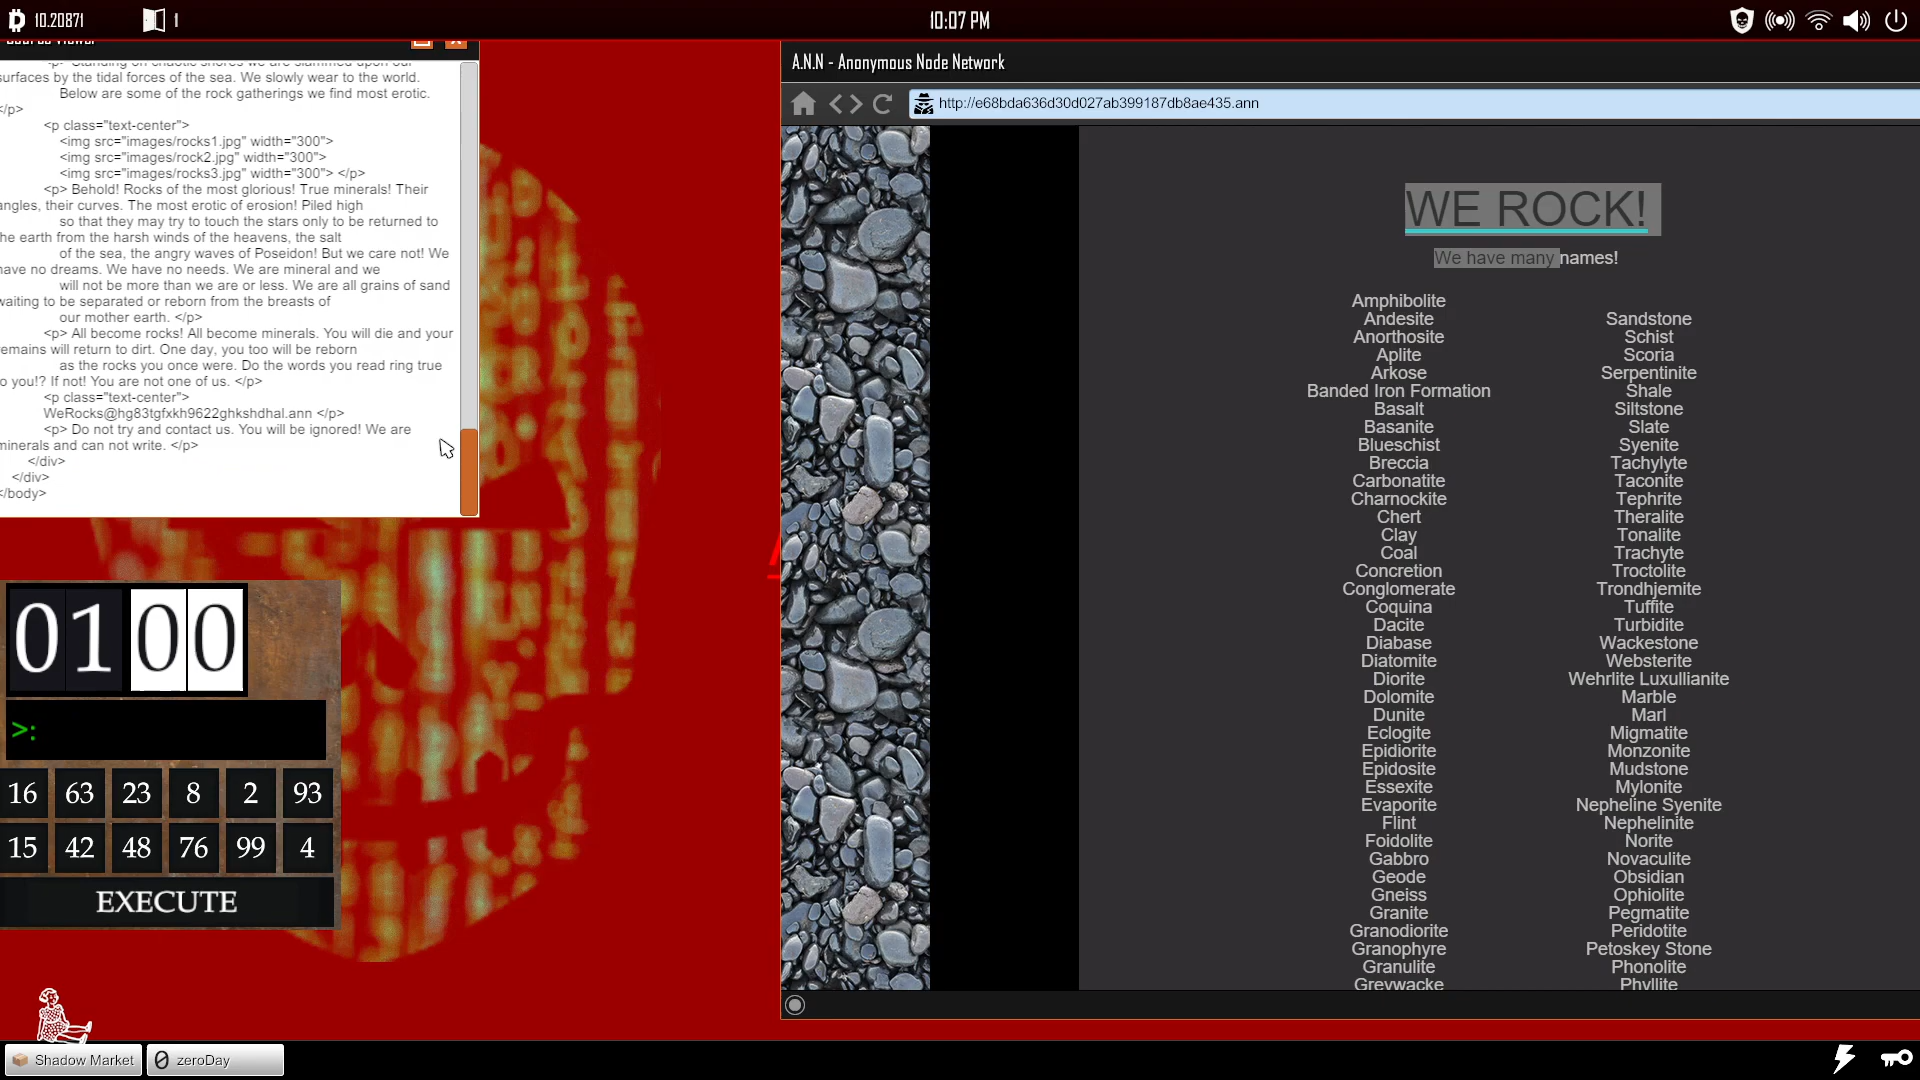 10.20871
1
10:07 PM
Source Viewer
A.N.N - Anonymous Node Network
http://e68bda636d30d027ab399187db8ae435.ann
<p> Standing on chaotic shores we are slammed upon our
surfaces by the tidal forces of the sea. We slowly wear to the world.
Below are some of the rock gatherings we find most erotic.
</p>
<p class="text-center">
<img src="images/rocks1.jpg" width="300">
<img src="images/rock2.jpg" width="300">
<img src="images/rocks3.jpg" width="300"> </p>
<p> Behold! Rocks of the most glorious! True minerals! Their
angles, their curves. The most erotic of erosion! Piled high
so that they may try to touch the stars only to be returned to
he earth from the harsh winds of the heavens, the salt
of the sea, the angry waves of Poseidon! But we care not! We
have no dreams. We have no needs. We are mineral and we
will not be more than we are or less. We are all grains of sand
waiting to be separated or reborn from the breasts of
our mother earth. </p>
<p> All become rocks! All become minerals. You will die and your
remains will return to dirt. One day, you too will be reborn
as the rocks you once were. Do the words you read ring true
o you!? If not! You are not one of us. </p>
<p class="text-center">
WeRocks@hg83tgfxkh9622ghkshdhal.ann </p>
<p> Do not try and contact us. You will be ignored! We are
minerals and can not write. </p>
</div>
</div>
</body>
01 00
>:
16 63 23 8 2 93
15 42 48 76 99 4
EXECUTE
WE ROCK!
We have many names!
Amphibolite
Andesite
Anorthosite
Aplite
Arkose
Banded Iron Formation
Basalt
Basanite
Blueschist
Breccia
Carbonatite
Charnockite
Chert
Clay
Coal
Concretion
Conglomerate
Coquina
Dacite
Diabase
Diatomite
Diorite
Dolomite
Dunite
Eclogite
Epidiorite
Epidosite
Essexite
Evaporite
Flint
Foidolite
Gabbro
Geode
Gneiss
Granite
Granodiorite
Granophyre
Granulite
Greywacke
Sandstone
Schist
Scoria
Serpentinite
Shale
Siltstone
Slate
Syenite
Tachylyte
Taconite
Tephrite
Theralite
Tonalite
Trachyte
Troctolite
Trondhjemite
Tuffite
Turbidite
Wackestone
Websterite
Wehrlite Luxullianite
Marble
Marl
Migmatite
Monzonite
Mudstone
Mylonite
Nepheline Syenite
Nephelinite
Norite
Novaculite
Obsidian
Ophiolite
Pegmatite
Peridotite
Petoskey Stone
Phonolite
Phyllite
Shadow Market
zeroDay